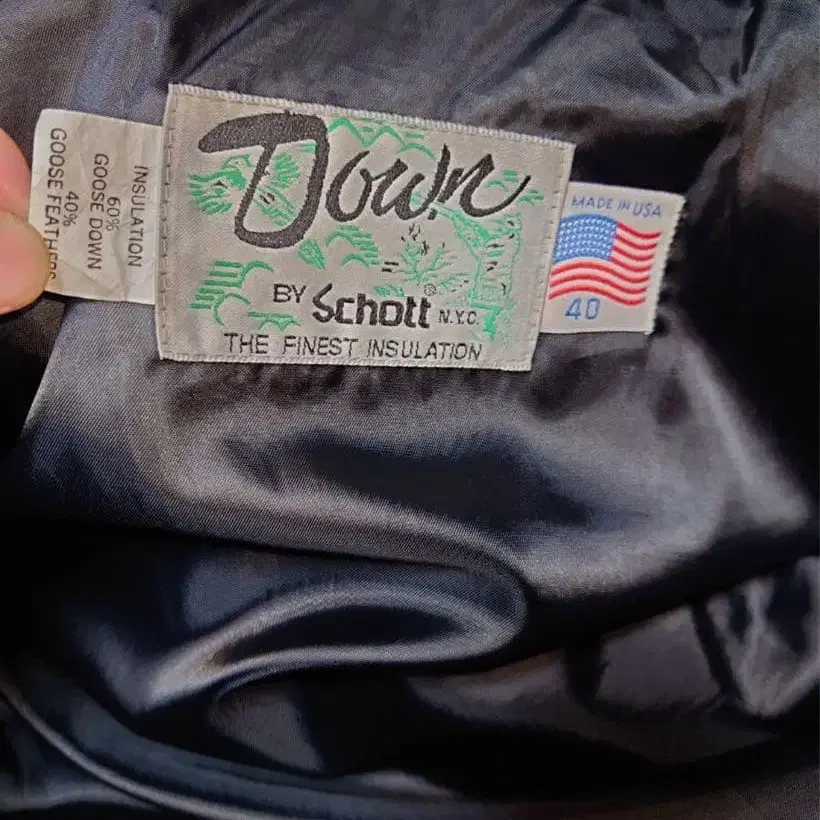 INSULATION
60%
GOOSE DOWN
40%
GOOSE FEATHERS
Down
BY Schott® N.Y.C.
THE FINEST INSULATION
MADE IN USA
40